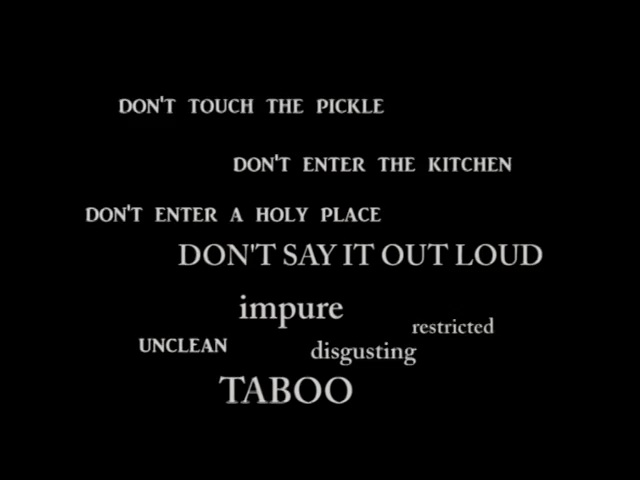 DON'T TOUCH THE PICKLE
DON'T ENTER THE KITCHEN
DON'T ENTER A HOLY PLACE
DON'T SAY IT OUT LOUD
impure
restricted
UNCLEAN
disgusting
TABOO